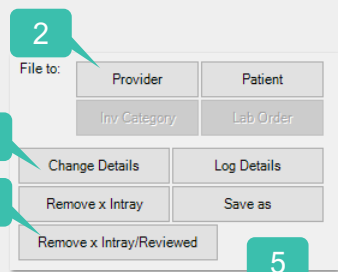 2
File to:
Provider Patient
Inv Category Lab Order
Change Details Log Details
Remove x Intray Save as
Remove x Intray/Reviewed
5